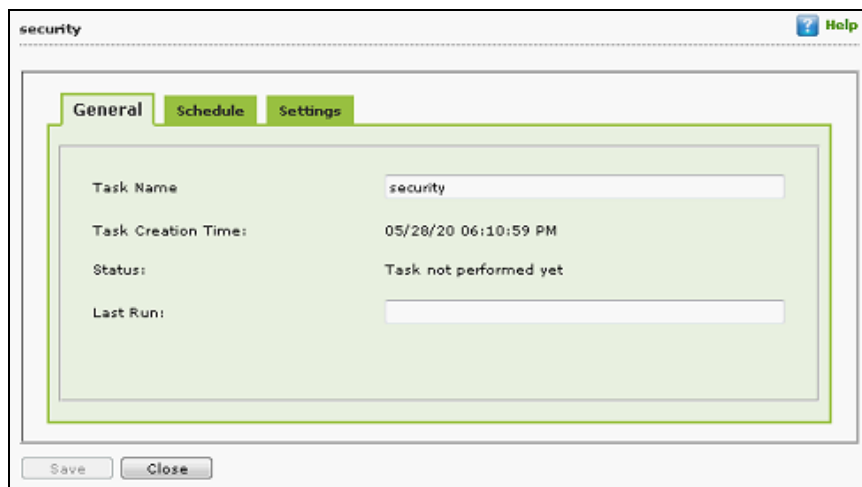 security
Help
General
Schedule
Settings
Task Name
security
Task Creation Time:
05/28/20 06:10:59 PM
Status:
Task not performed yet
Last Run:
Save
Close